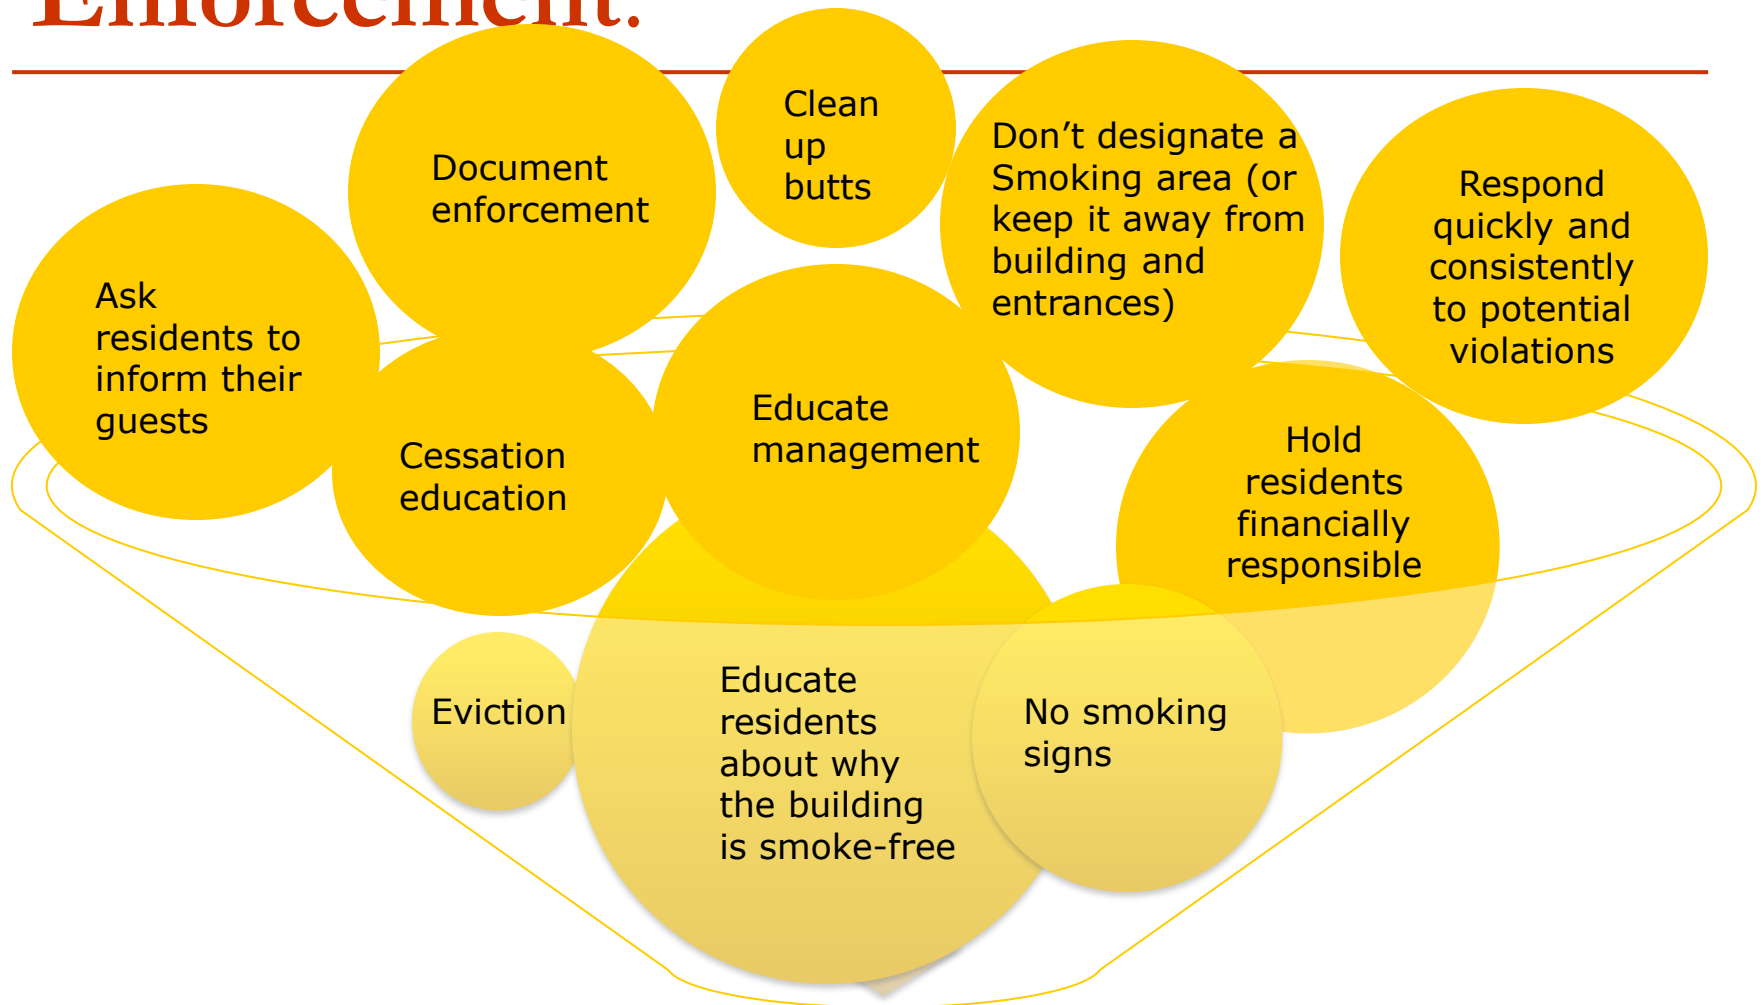 Enforcement.
Clean
up
butts
Document
enforcement
Don’t designate a
Smoking area (or
keep it away from
building and
entrances)
Respond
quickly and
consistently
to potential
violations
Ask
residents to
inform their
guests
Cessation
education
Educate
management
Hold
residents
financially
responsible
Eviction
Educate
residents
about why
the building
is smoke-free
No smoking
signs